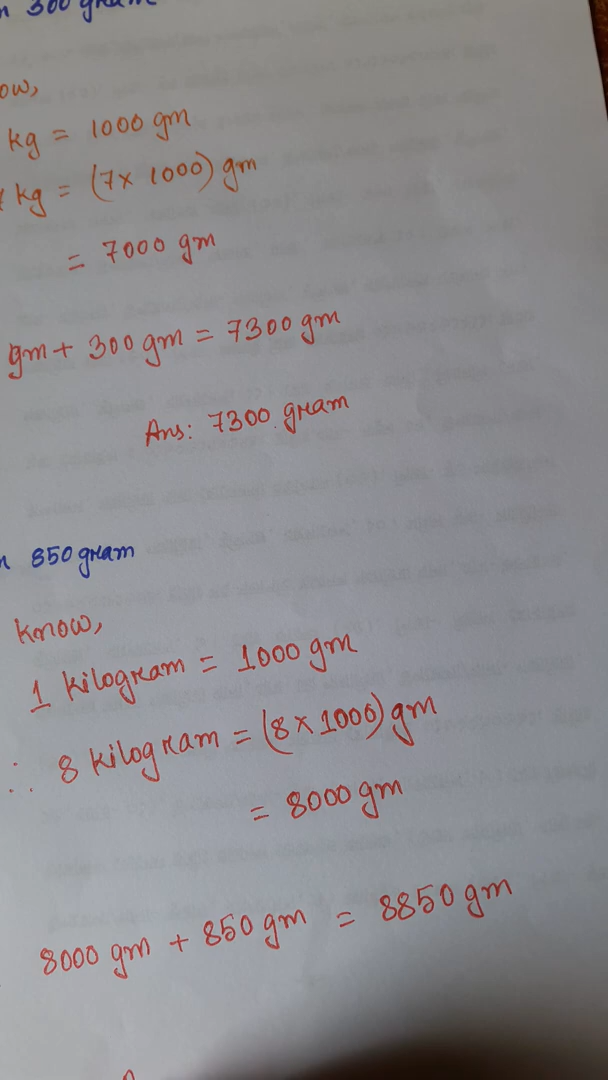 300 gram
ow,
kg = 1000 gm
kg = (7× 1000) gm
= 7000 gm
gm + 300 gm = 7300 gm
Ans: 7300 gram
850 gram
Know,
1 kilogram = 1000 gm
∴ 8 kilogram = (8×1000) gm
= 8000 gm
8000 gm + 850 gm = 8850 gm